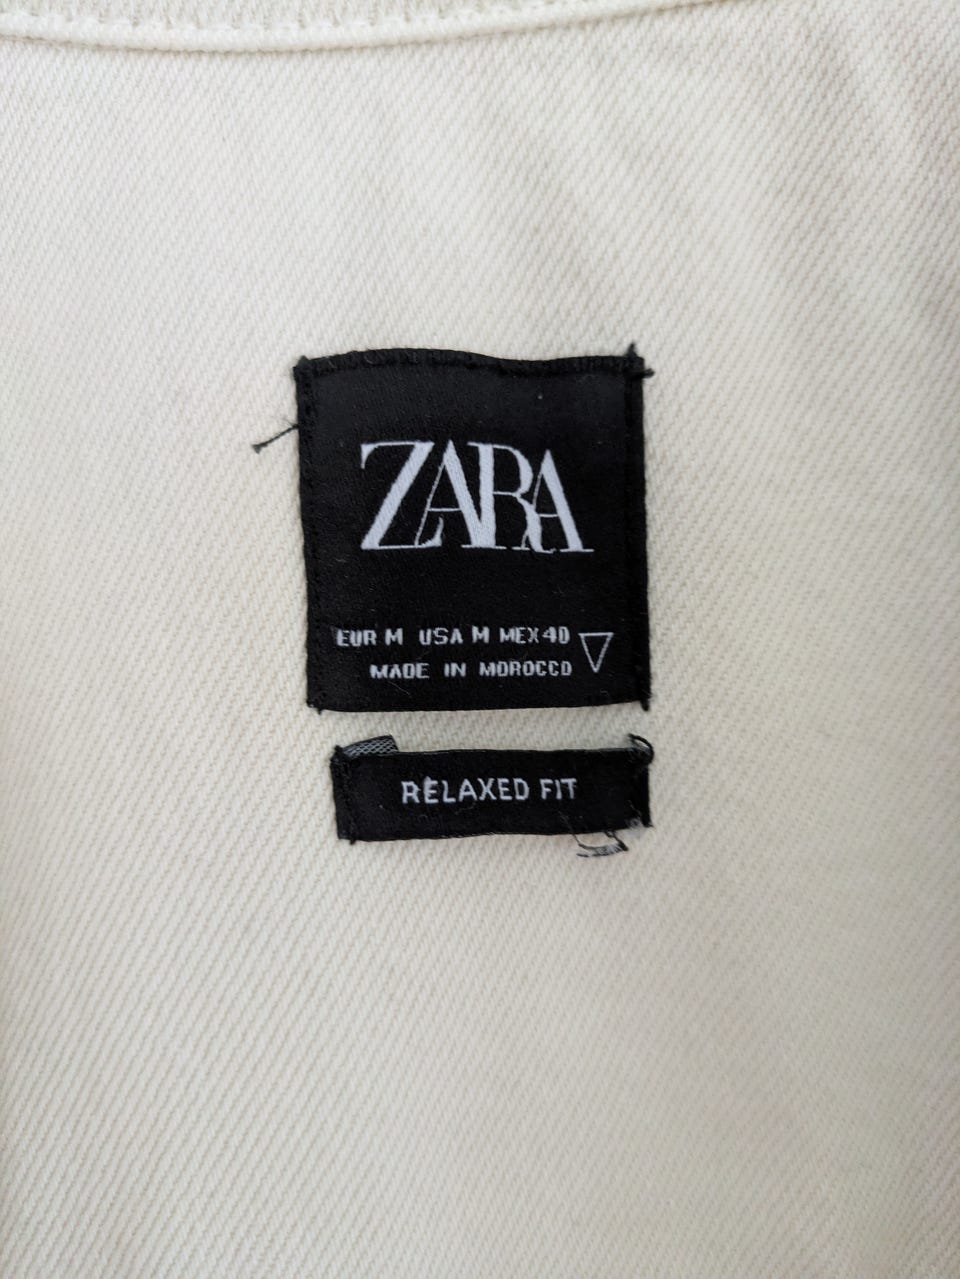 ZARA
EUR M USA M MEX 40
MADE IN MOROCCO
RELAXED FIT